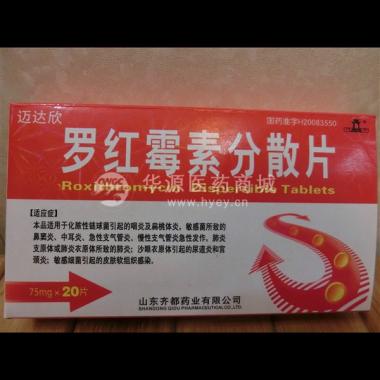 迈达欣
国药准字H20083550
罗红霉素分散片
Roxithromycin Dispersible Tablets
华源医药商城
www.hyey.cn
【适应症】
本品适用于化脓性链球菌引起的咽炎及扁桃体炎，敏感菌所致的
鼻窦炎、中耳炎、急性支气管炎、慢性支气管炎急性发作，肺炎
支原体或肺炎衣原体所致的肺炎；沙眼衣原体引起的尿道炎和宫
颈炎；敏感细菌引起的皮肤软组织感染。
75mg×20片
山东齐都药业有限公司
SHANDONG QIDU PHARMACEUTICAL CO.,LTD.